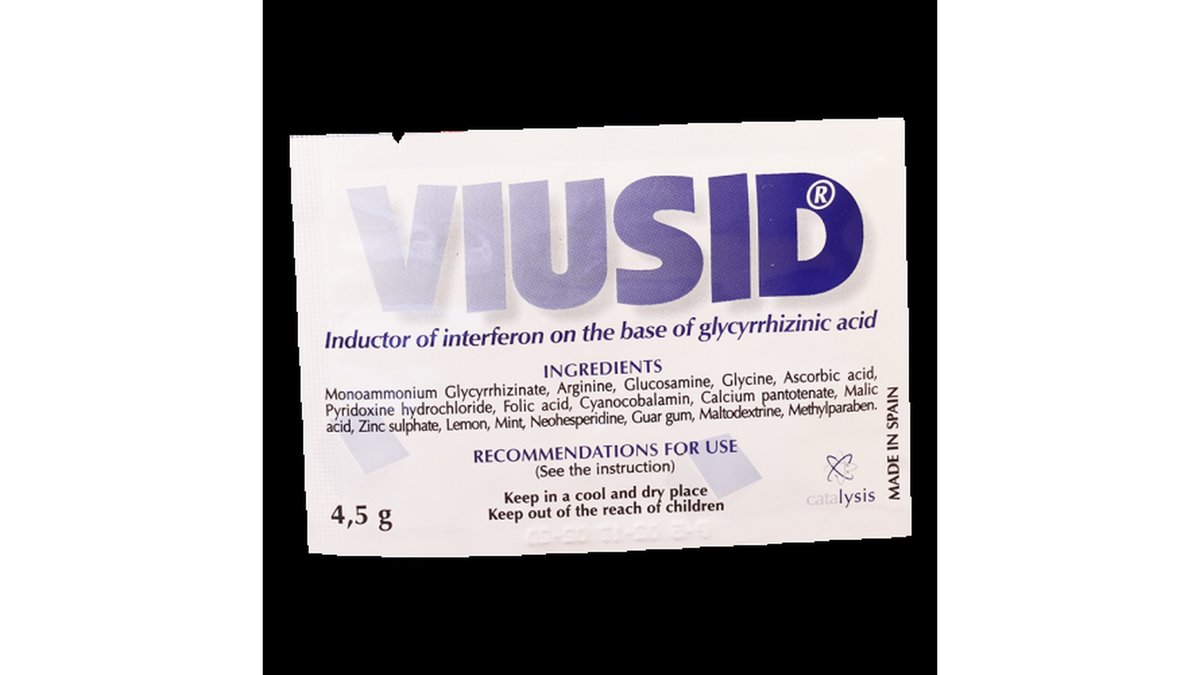 VIUSID®
Inductor of interferon on the base of glycyrrhizinic acid
INGREDIENTS
Monoammonium Glycyrrhizinate, Arginine, Glucosamine, Glycine, Ascorbic acid,
Pyridoxine hydrochloride, Folic acid, Cyanocobalamin, Calcium pantotenate, Malic
acid, Zinc sulphate, Lemon, Mint, Neohesperidine, Guar gum, Maltodextrine, Methylparaben.
RECOMMENDATIONS FOR USE
(See the instruction)
Keep in a cool and dry place
Keep out of the reach of children
4,5 g
catalysis
MADE IN SPAIN